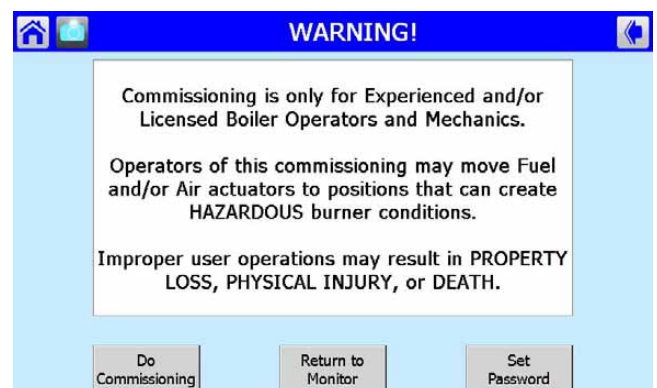 WARNING!
Commissioning is only for Experienced and/or
Licensed Boiler Operators and Mechanics.
Operators of this commissioning may move Fuel
and/or Air actuators to positions that can create
HAZARDOUS burner conditions.
Improper user operations may result in PROPERTY
LOSS, PHYSICAL INJURY, or DEATH.
Do
Commissioning
Return to
Monitor
Set
Password